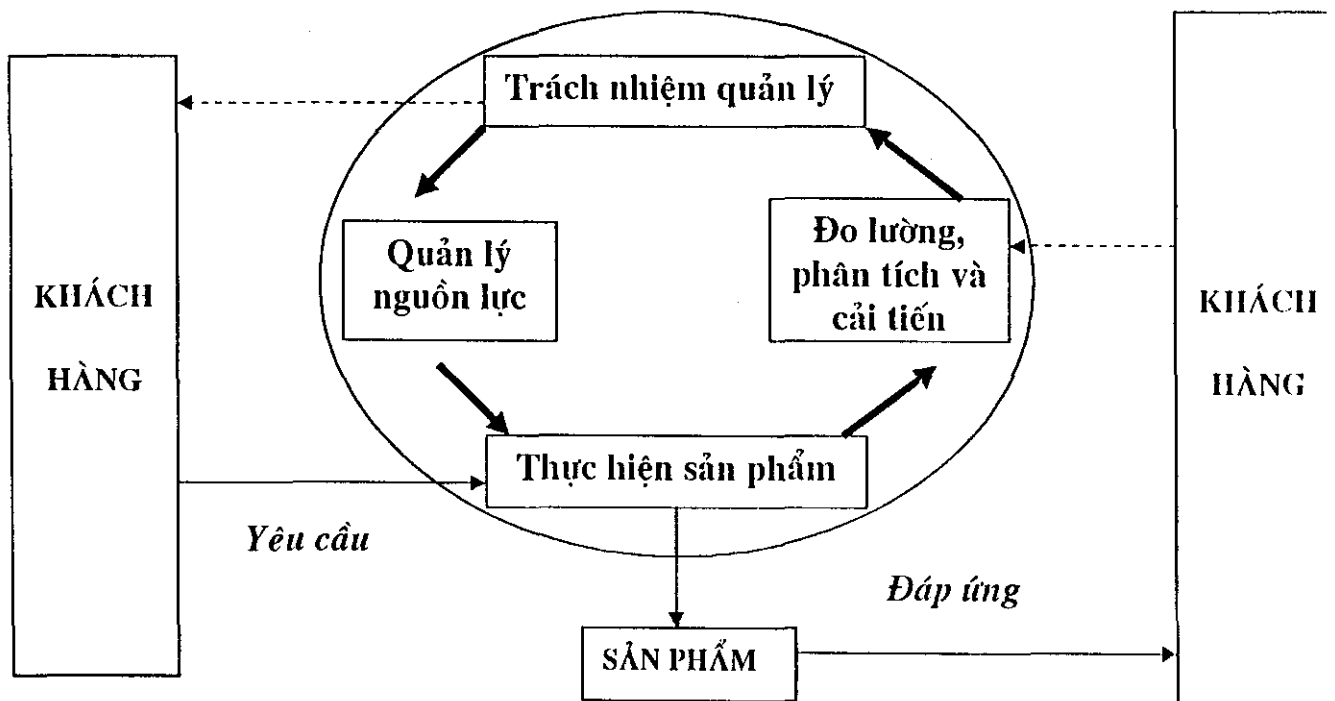 Trách nhiệm quản lý
Quản lý
nguồn lực
Đo lường,
phân tích và
cải tiến
KHÁCH
HÀNG
KHÁCH
HÀNG
Thực hiện sản phẩm
Yêu cầu
Đáp ứng
SẢN PHẨM